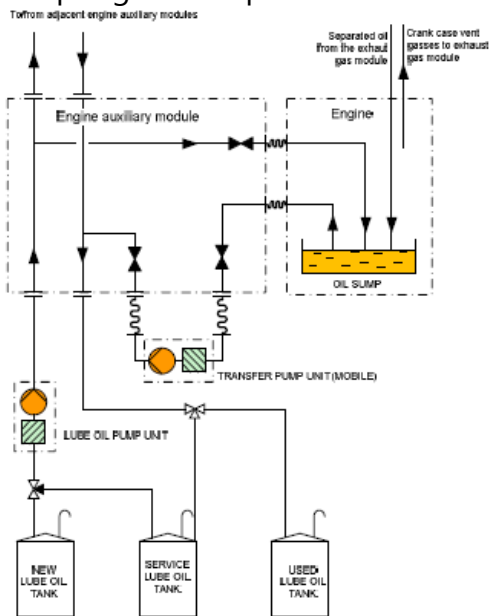 To/from adjacent engine auxiliary modules
Separated oil
from the exhaut
gas module
Crank case vent
gasses to exhaust
gas module
Engine auxiliary module
Engine
OIL SUMP
TRANSFER PUMP UNIT(MOBILE)
LUBE OIL PUMP UNIT
NEW
LUBE OIL
TANK
SERVICE
LUBE OIL
TANK
USED
LUBE OIL
TANK